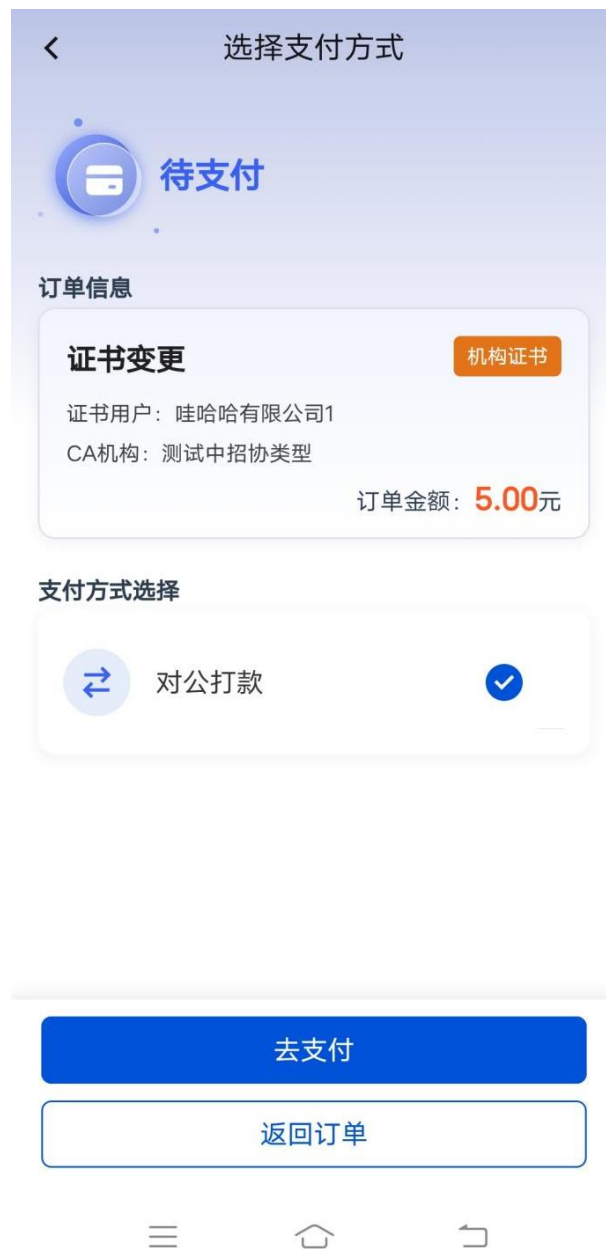 选择支付方式
待支付
订单信息
证书变更
机构证书
证书用户：哇哈哈有限公司1
CA机构：测试中招协类型
订单金额：5.00元
支付方式选择
对公打款
去支付
返回订单